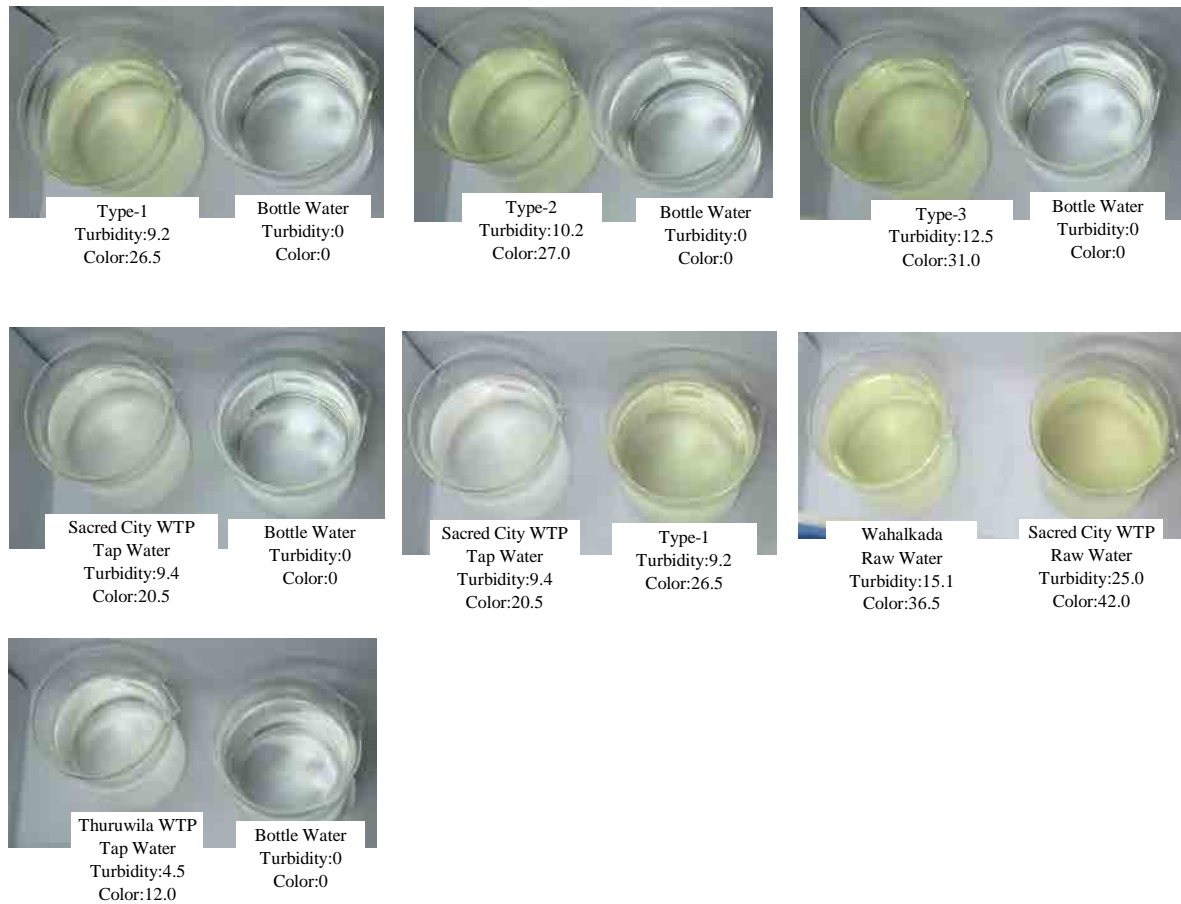 Type-1
Turbidity:9.2
Color:26.5
Bottle Water
Turbidity:0
Color:0
Type-2
Turbidity:10.2
Color:27.0
Bottle Water
Turbidity:0
Color:0
Type-3
Turbidity:12.5
Color:31.0
Bottle Water
Turbidity:0
Color:0
Sacred City WTP
Tap Water
Turbidity:9.4
Color:20.5
Bottle Water
Turbidity:0
Color:0
Sacred City WTP
Tap Water
Turbidity:9.4
Color:20.5
Type-1
Turbidity:9.2
Color:26.5
Wahalkada
Raw Water
Turbidity:15.1
Color:36.5
Sacred City WTP
Raw Water
Turbidity:25.0
Color:42.0
Thuruwila WTP
Tap Water
Turbidity:4.5
Color:12.0
Bottle Water
Turbidity:0
Color:0